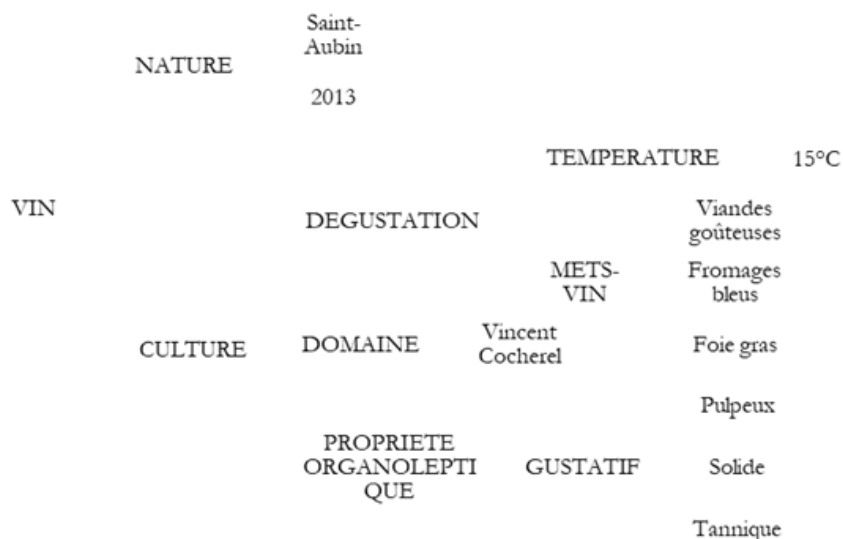 Saint-
Aubin
NATURE
2013
TEMPERATURE 15°C
VIN
DEGUSTATION
Viandes
goûteuses
METS-
VIN
Fromages
bleus
CULTURE
DOMAINE
Vincent
Cocherel
Foie gras
Pulpeux
PROPRIETE
ORGANOLEPTI
QUE
GUSTATIF
Solide
Tannique